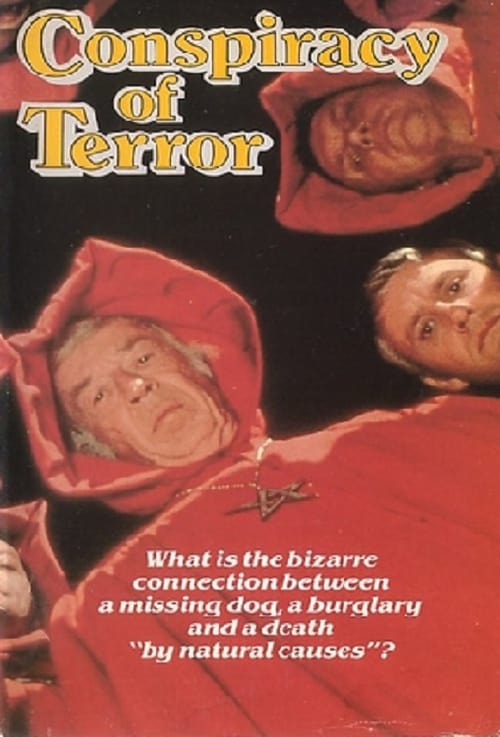 Conspiracy
of
Terror
What is the bizarre
connection between
a missing dog, a burglary
and a death
"by natural causes"?